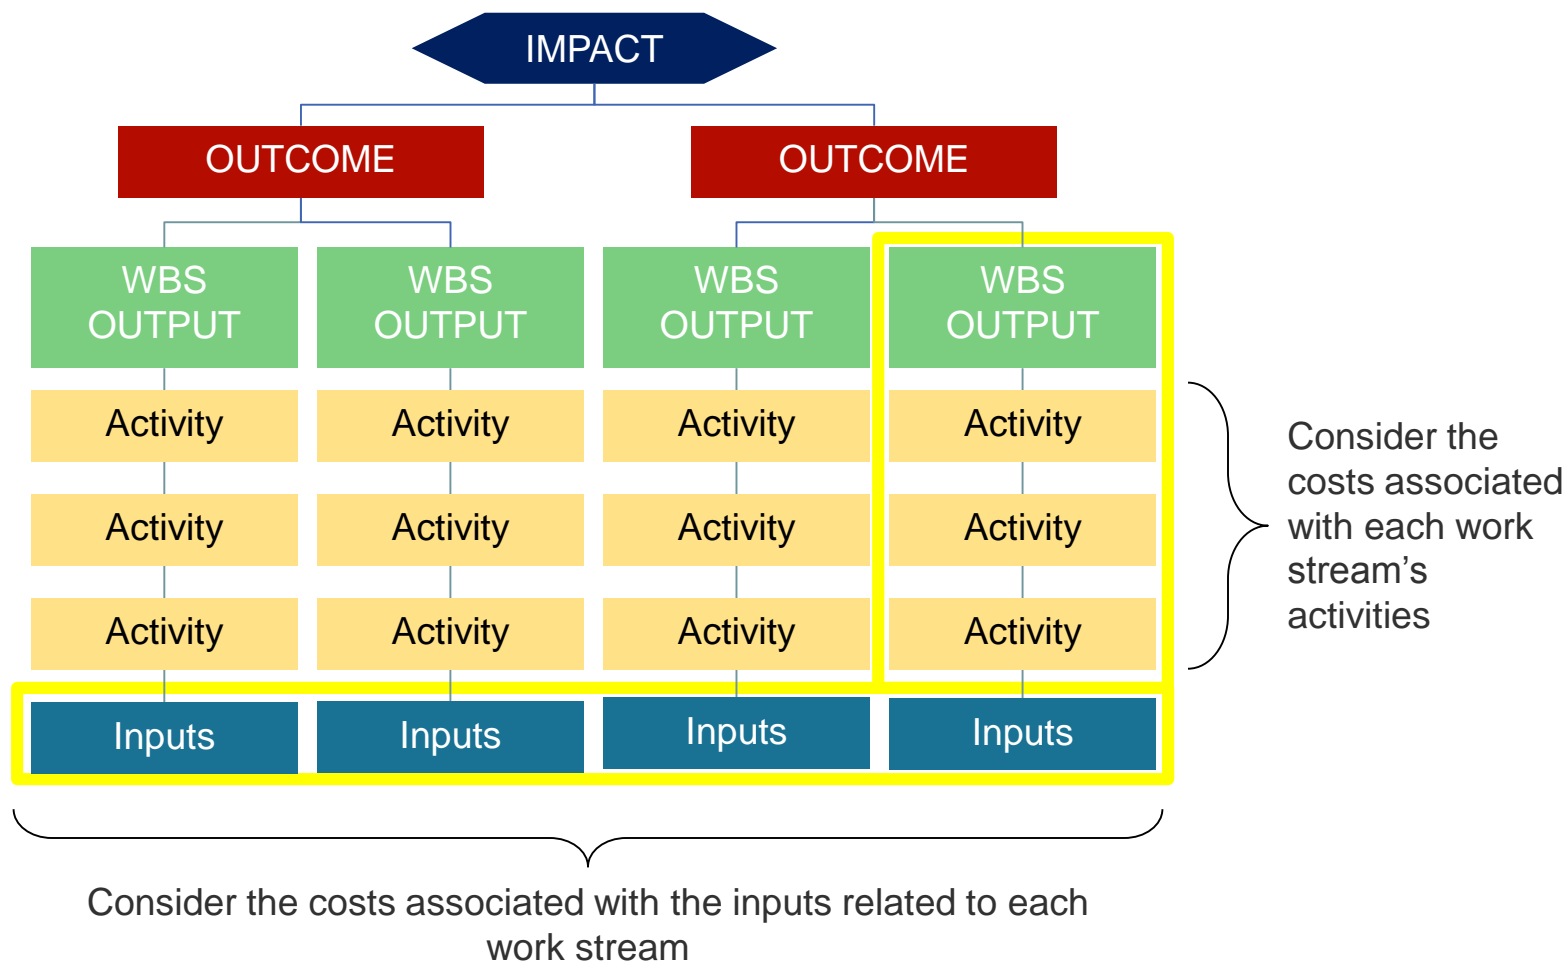 IMPACT
OUTCOME
OUTCOME
WBS
OUTPUT
WBS
OUTPUT
WBS
OUTPUT
WBS
OUTPUT
Activity
Activity
Activity
Activity
Activity
Activity
Activity
Activity
Activity
Activity
Activity
Activity
Inputs
Inputs
Inputs
Inputs
Consider the
costs associated
with each work
stream’s
activities
Consider the costs associated with the inputs related to each
work stream